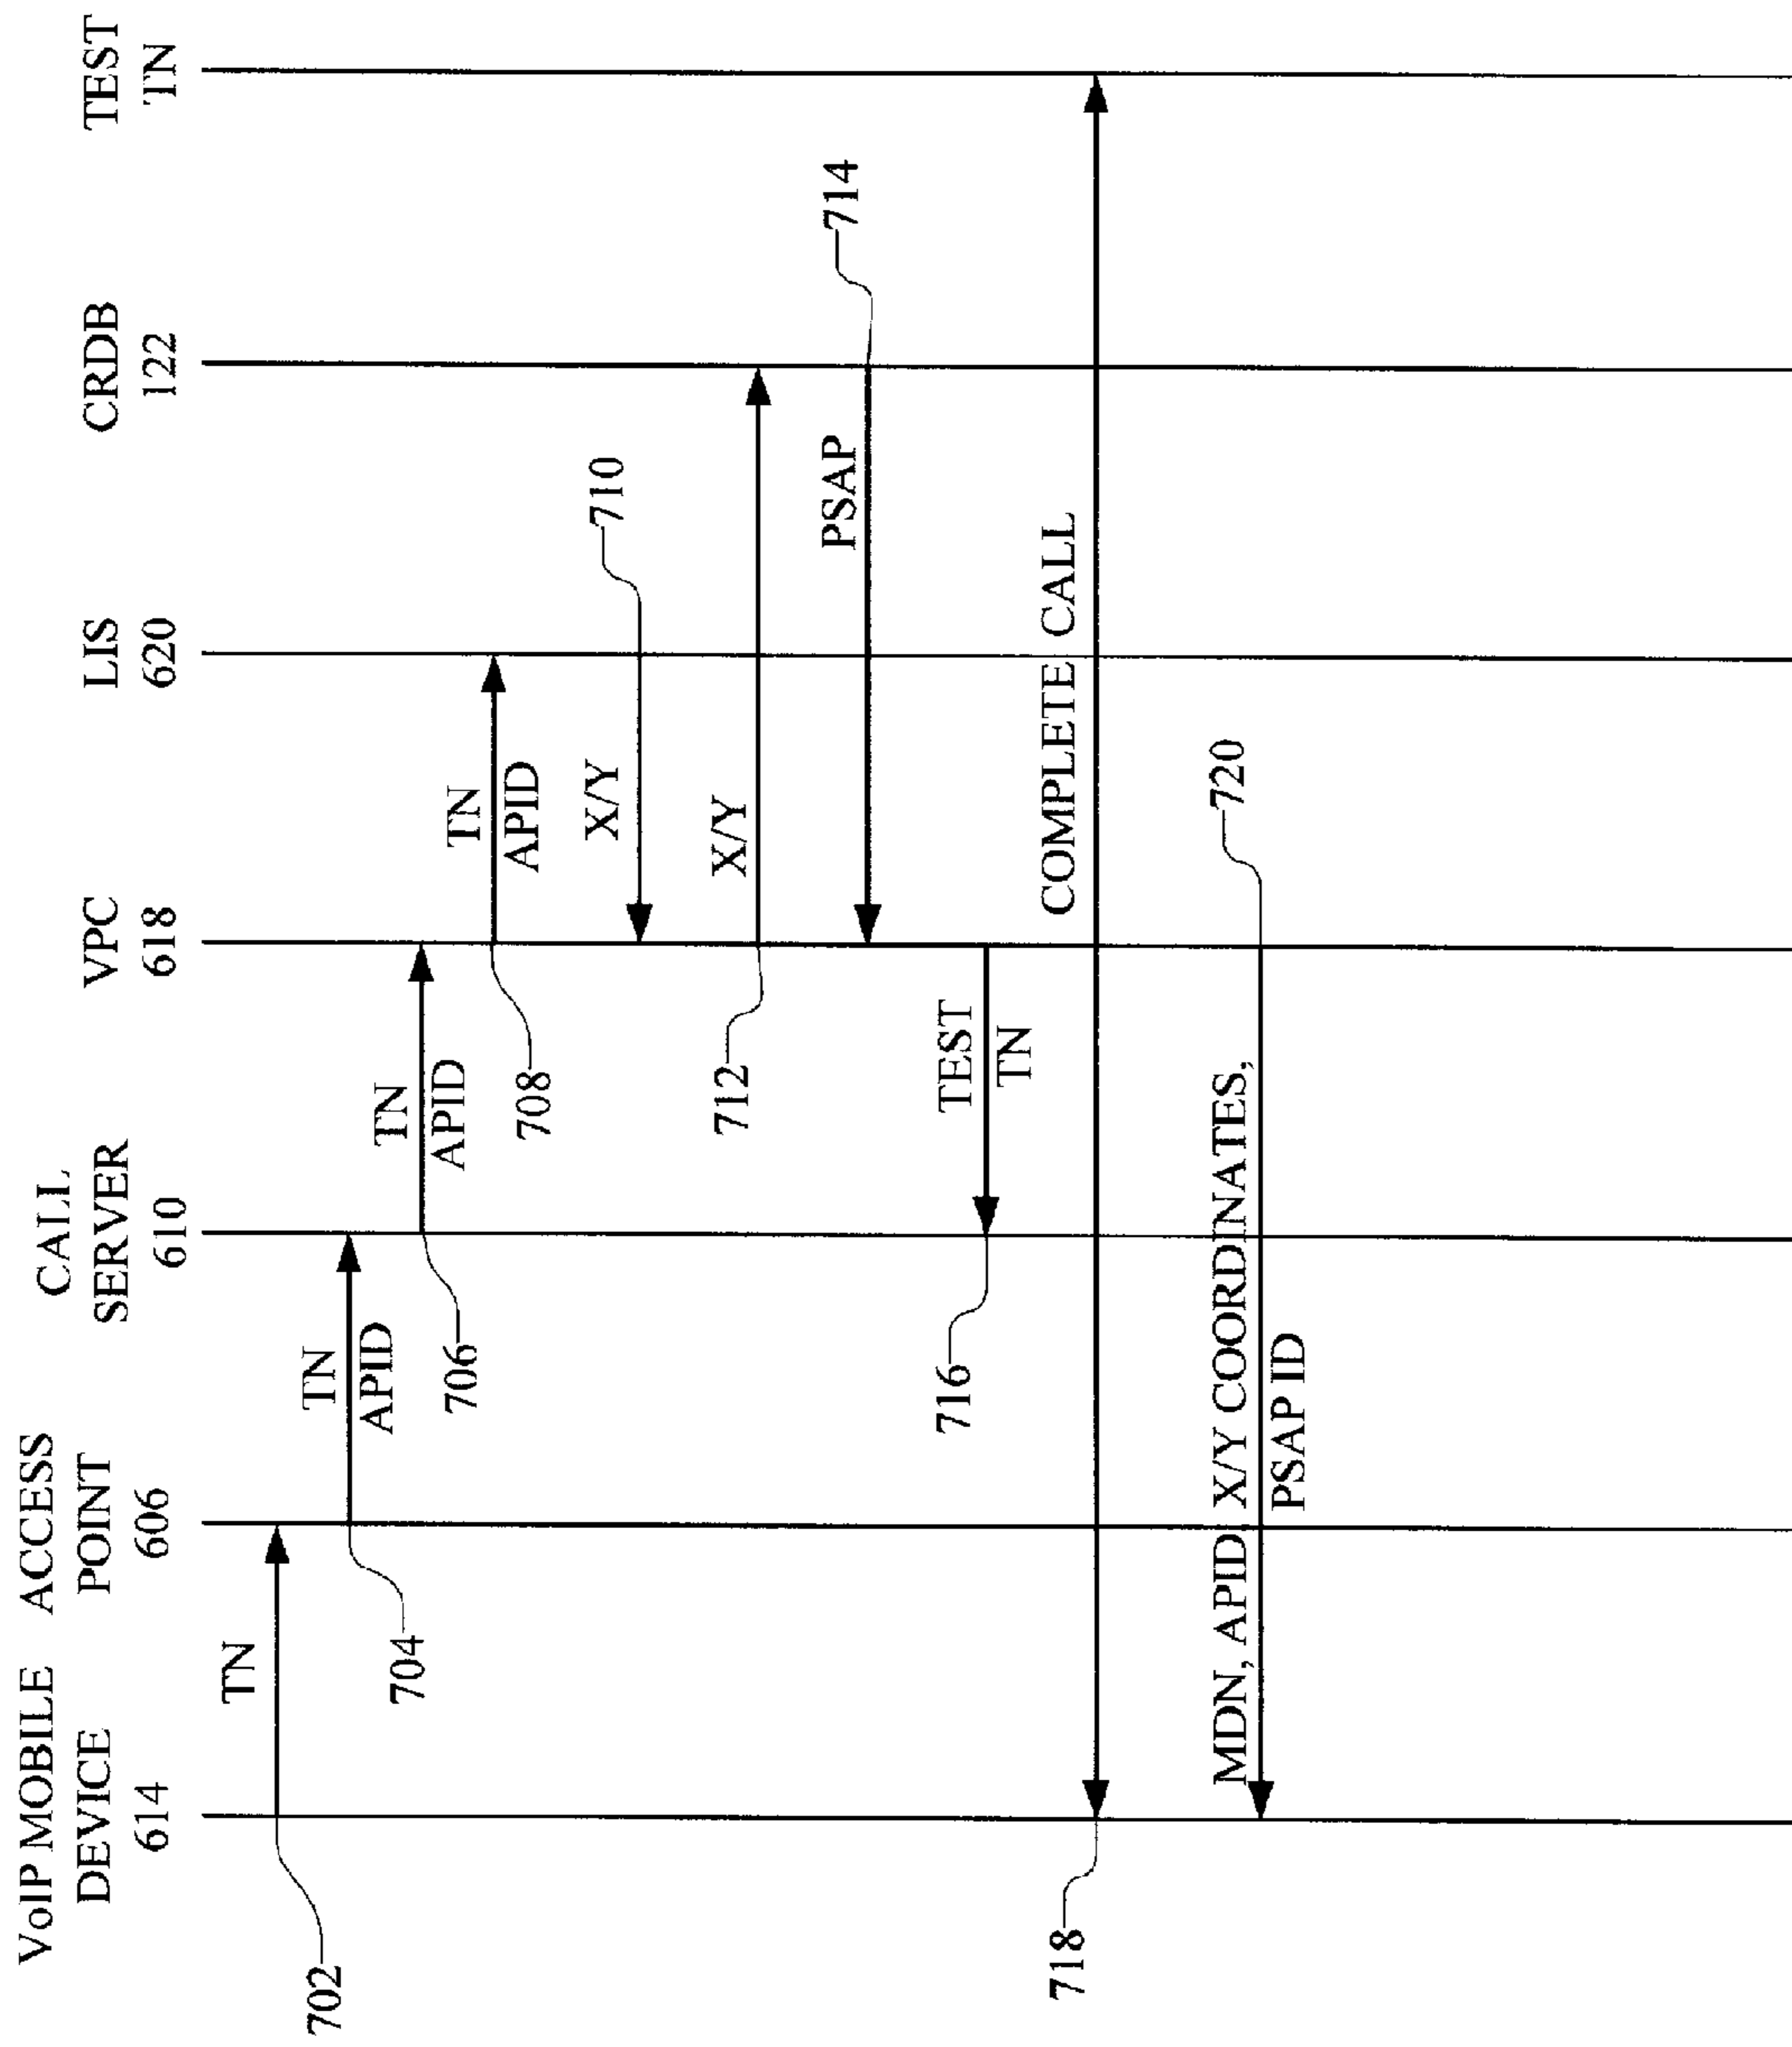 VoIP MOBILE
DEVICE
614
ACCESS
POINT
606
CALL
SERVER
610
VPC
618
LIS
620
CRDB
122
TEST
TN
702
TN
704
TN
APID
706
TN
APID
708
TN
APID
X/Y
710
712
X/Y
PSAP
714
716
TEST
TN
718
COMPLETE CALL
MDN, APID, X/Y COORDINATES,
PSAP ID
720